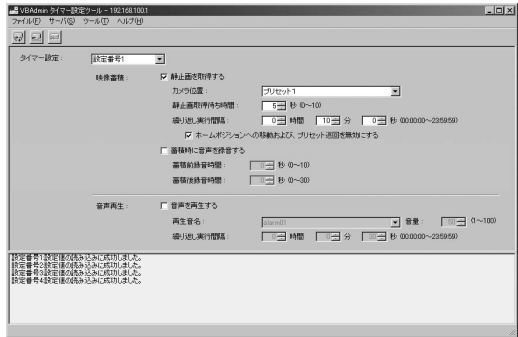 VBAdmin タイマー設定ツール - 192.168.100.1
ファイル(F) サーバ(S) ツール(T) ヘルプ(H)
タイマー設定： 設定番号1
映像蓄積： 静止画を取得する
カメラ位置： プリセット1
静止画取得待ち時間： 5 秒 (0～10)
繰り返し実行間隔： 0 時間 10 分 0 秒 (00:00:00～23:59:59)
ホームポジションへの移動および、プリセット巡回を無効にする
蓄積時に音声を録音する
蓄積前録音時間： 0 秒 (0～10)
蓄積後録音時間： 0 秒 (0～30)
音声再生： 音声を再生する
再生音名： alarm01 音量： 50 (1～100)
繰り返し実行間隔： 0 時間 0 分 30 秒 (00:00:00～23:59:59)
設定番号1設定値の読み込みに成功しました。
設定番号2設定値の読み込みに成功しました。
設定番号3設定値の読み込みに成功しました。
設定番号4設定値の読み込みに成功しました。